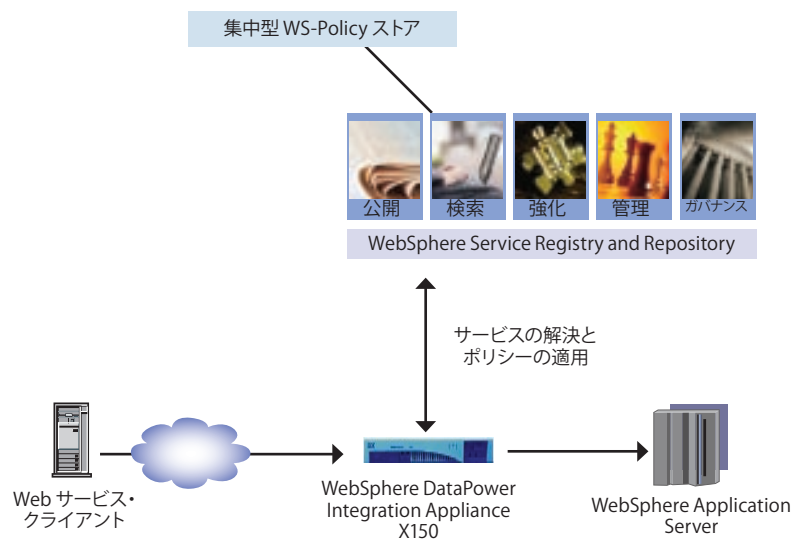 集中型 WS-Policy ストア
公開
検索
強化
管理
ガバナンス
WebSphere Service Registry and Repository
サービスの解決と
ポリシーの適用
Web サービス・
クライアント
WebSphere DataPower
Integration Appliance
X150
WebSphere Application
Server